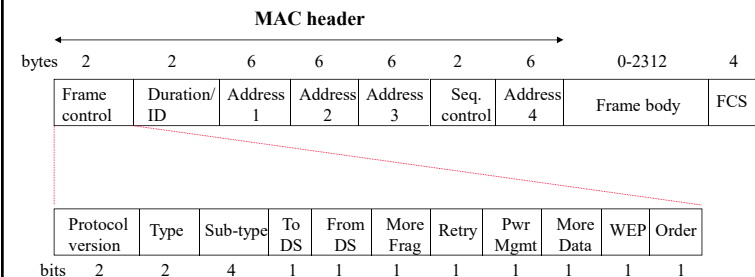 MAC header
bytes 2 2 6 6 6 2 6 0-2312 4
Frame Duration/ Address Address Address Seq. Address Frame body FCS
control ID 1 2 3 control 4
Protocol Type Sub-type To From More Retry Pwr More WEP Order
version DS DS Frag Mgmt Data
bits 2 2 4 1 1 1 1 1 1 1 1